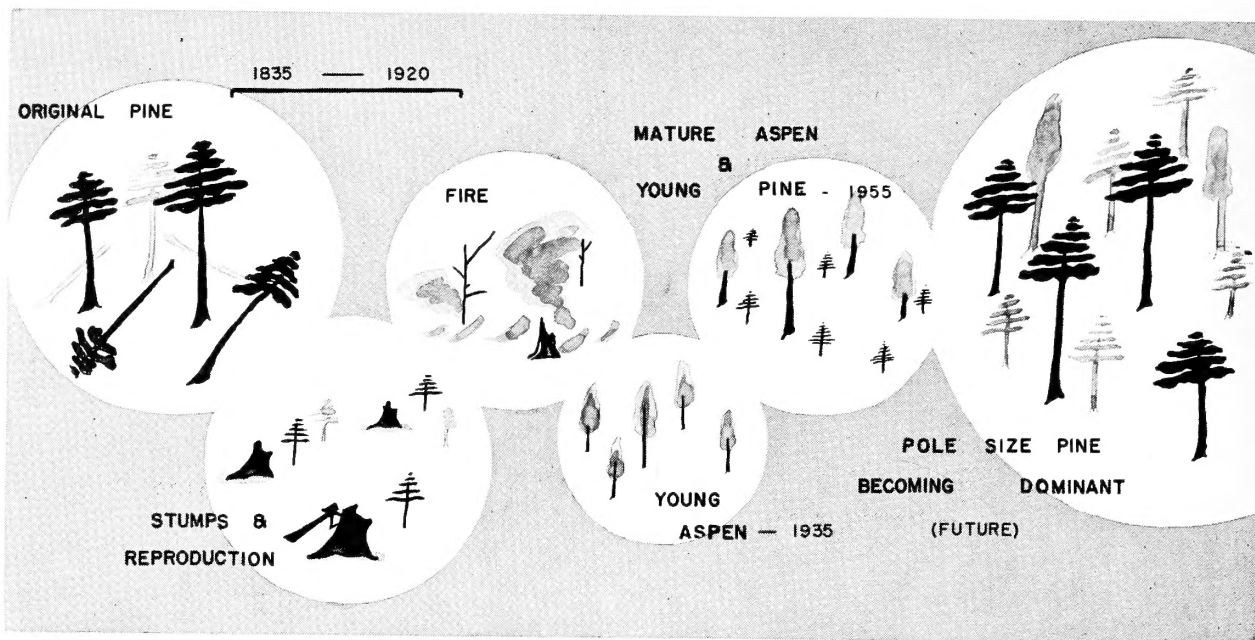 1835 — 1920
ORIGINAL PINE
STUMPS &
REPRODUCTION
FIRE
YOUNG
ASPEN — 1935
MATURE ASPEN
&
YOUNG PINE - 1955
POLE SIZE PINE
BECOMING DOMINANT
(FUTURE)